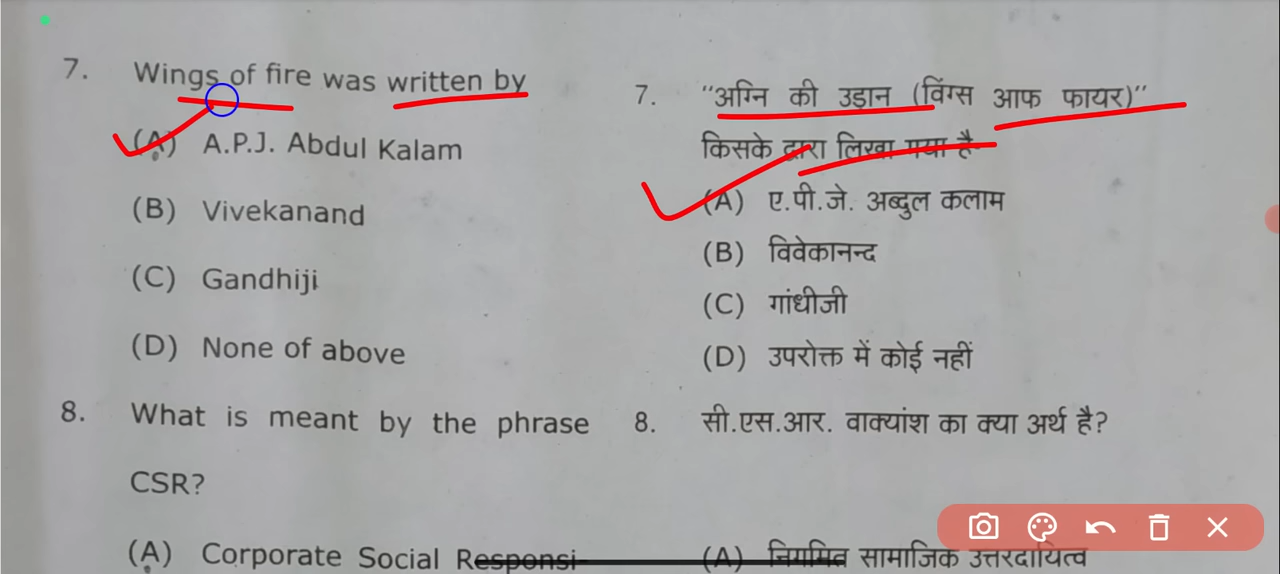 7. Wings of fire was written by
(A) A.P.J. Abdul Kalam
(B) Vivekanand
(C) Gandhiji
(D) None of above
8. What is meant by the phrase
CSR?
(A) Corporate Social Responsi-
7. "अग्नि की उड़ान (विंग्स आफ फायर)"
किसके द्वारा लिखा गया है-
(A) ए.पी.जे. अब्दुल कलाम
(B) विवेकानन्द
(C) गांधीजी
(D) उपरोक्त में कोई नहीं
8. सी.एस.आर. वाक्यांश का क्या अर्थ है?
(A) निगमित सामाजिक उत्तरदायित्व